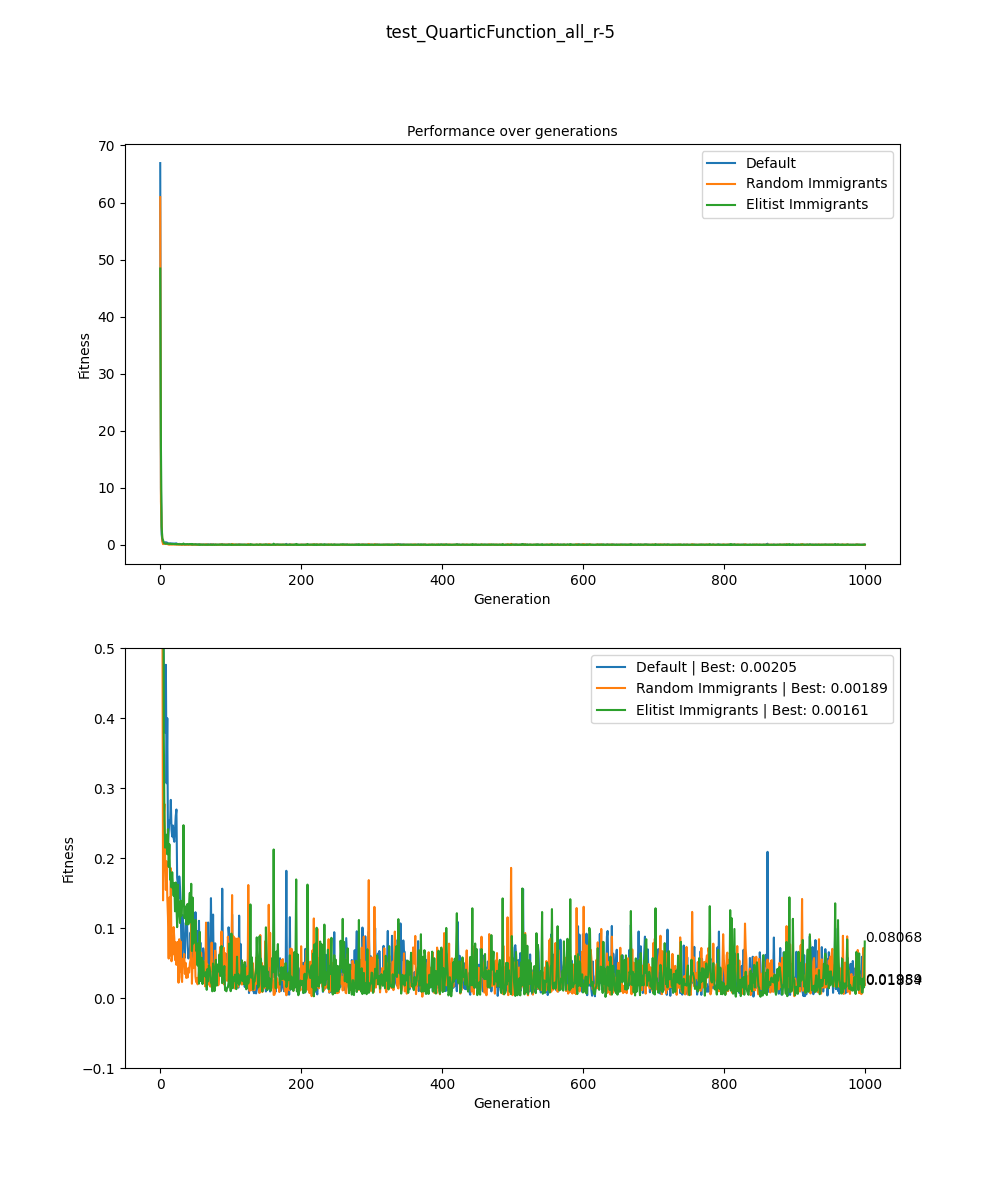 test_QuarticFunction_all_r-5
Performance over generations
70
60
50
40
30
20
10
0
Fitness
Default
Random Immigrants
Elitist Immigrants
0 200 400 600 800 1000
Generation
0.5
0.4
0.3
0.2
0.1
0.0
−0.1
Fitness
Default | Best: 0.00205
Random Immigrants | Best: 0.00189
Elitist Immigrants | Best: 0.00161
0.08068
0 200 400 600 800 1000
Generation